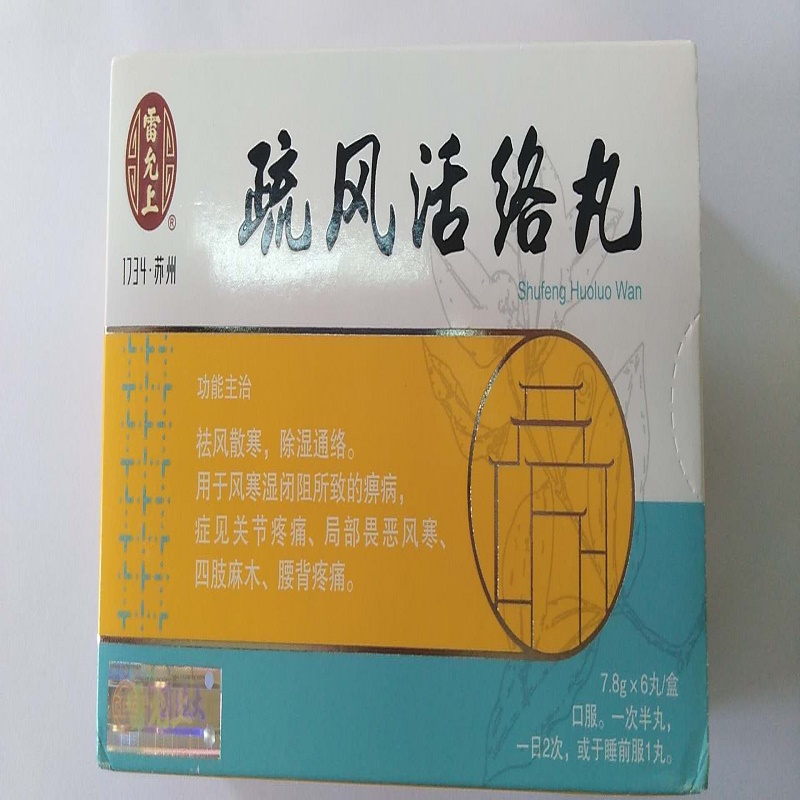 雷允上
®
1734·苏州
疏风活络丸
Shufeng Huoluo Wan
功能主治
祛风散寒，除湿通络。
用于风寒湿闭阻所致的痹病，
症见关节疼痛、局部畏恶风寒、
四肢麻木、腰背疼痛。
7.8g×6丸/盒
口服。一次半丸，
一日2次，或于睡前服1丸。